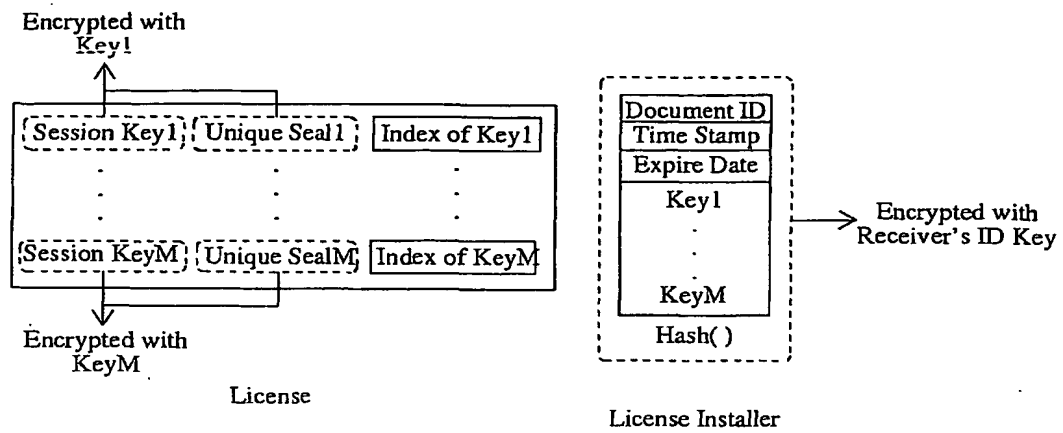 Encrypted with
Key1
Session Key1 Unique Seal1 Index of Key1
Session KeyM Unique SealM Index of KeyM
Encrypted with
KeyM
License
Document ID
Time Stamp
Expire Date
Key1
KeyM
Hash( )
Encrypted with
Receiver's ID Key
License Installer